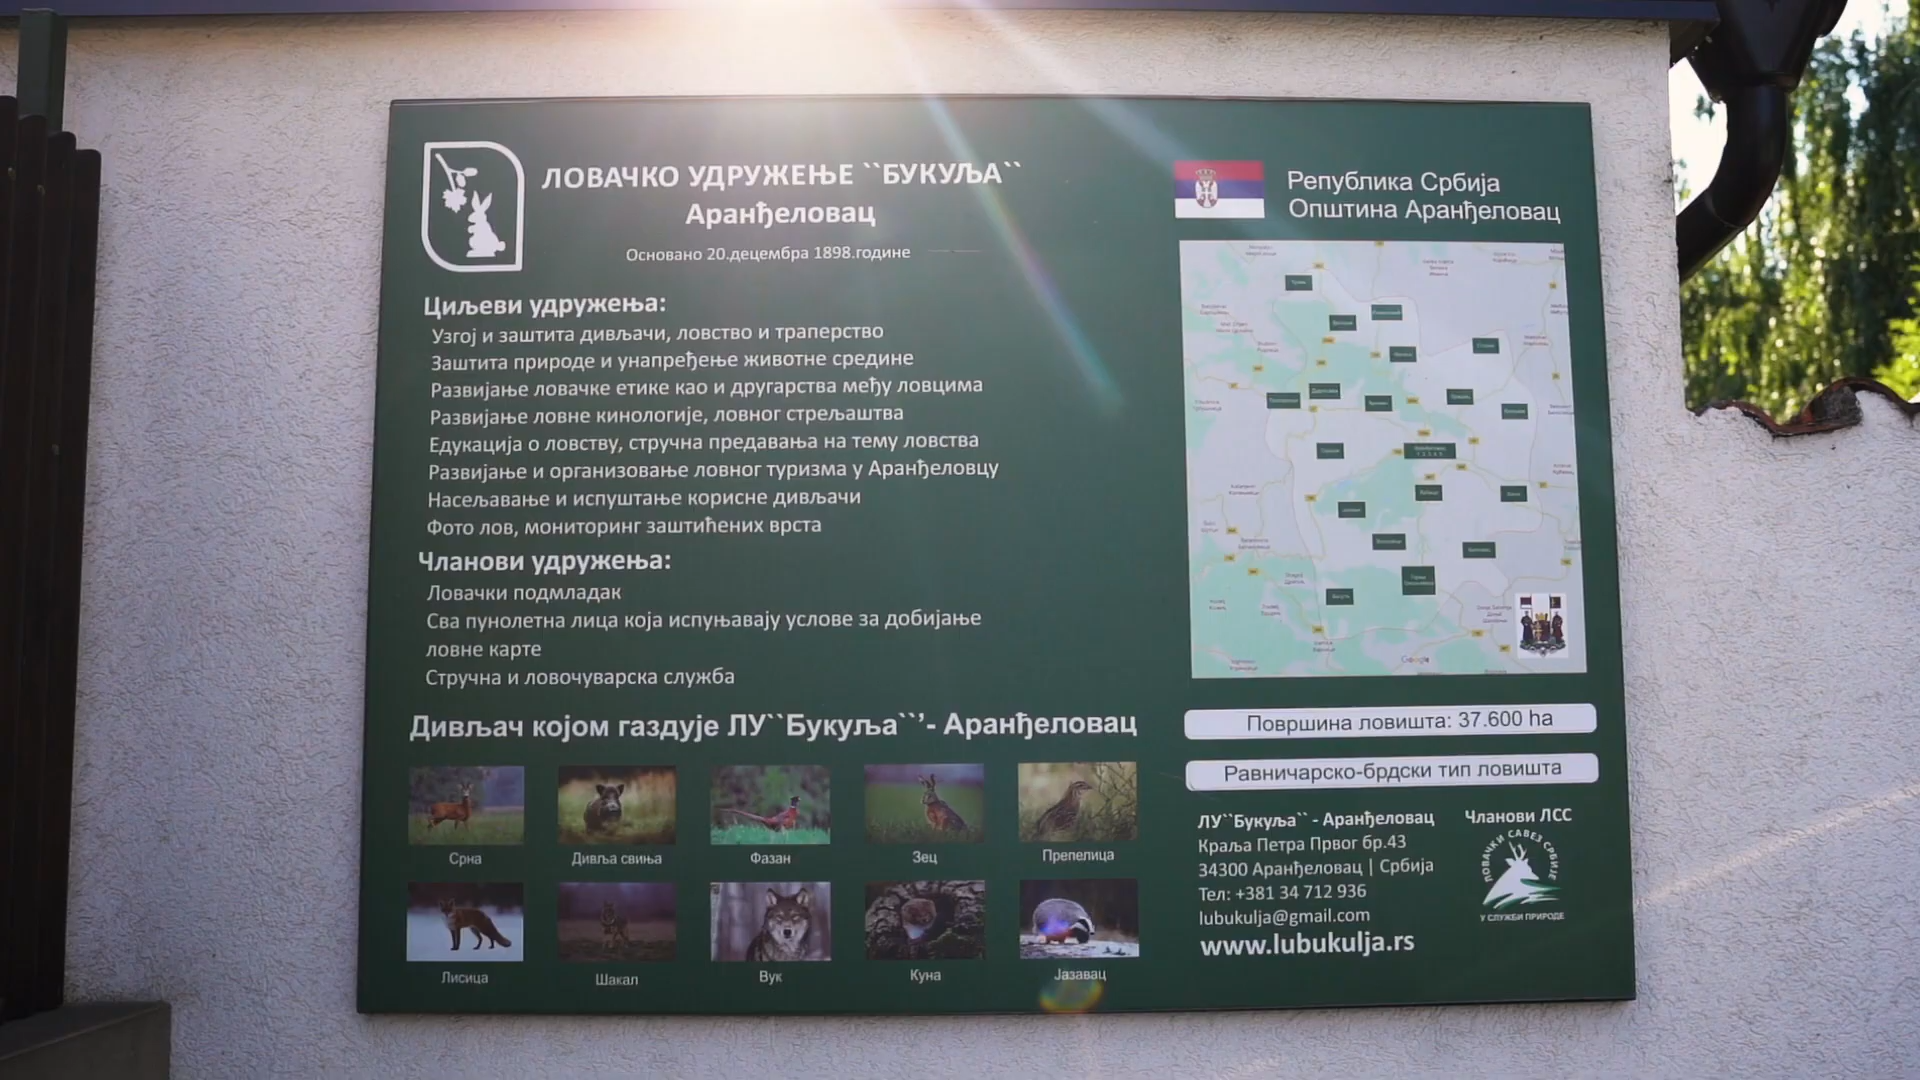 ЛОВАЧКО УДРУЖЕЊЕ ``БУКУЉА``
Аранђеловац
Основано 20.децембра 1898.године
Циљеви удружења:
Узгој и заштита дивљачи, ловство и траперство
Заштита природе и унапређење животне средине
Развијање ловачке етике као и другарства међу ловцима
Развијање ловне кинологије, ловног стрељаштва
Едукација о ловству, стручна предавања на тему ловства
Развијање и организовање ловног туризма у Аранђеловцу
Насељавање и испуштање корисне дивљачи
Фото лов, мониторинг заштићених врста
Чланови удружења:
Ловачки подмладак
Сва пунолетна лица која испуњавају услове за добијање
ловне карте
Стручна и ловочуварска служба
Дивљач којом газдује ЛУ``Букуља``’- Аранђеловац
Срна
Дивља свиња
Фазан
Зец
Препелица
Лисица
Шакал
Вук
Куна
Јазавац
Република Србија
Општина Аранђеловац
Google
Површина ловишта: 37.600 ha
Равничарско-брдски тип ловишта
ЛУ``Букуља`` - Аранђеловац
Краља Петра Првог бр.43
34300 Аранђеловац | Србија
Тел: +381 34 712 936
lubukulja@gmail.com
www.lubukulja.rs
Чланови ЛСС
ЛОВАЧКИ САВЕЗ СРБИЈЕ
У СЛУЖБИ ПРИРОДЕ